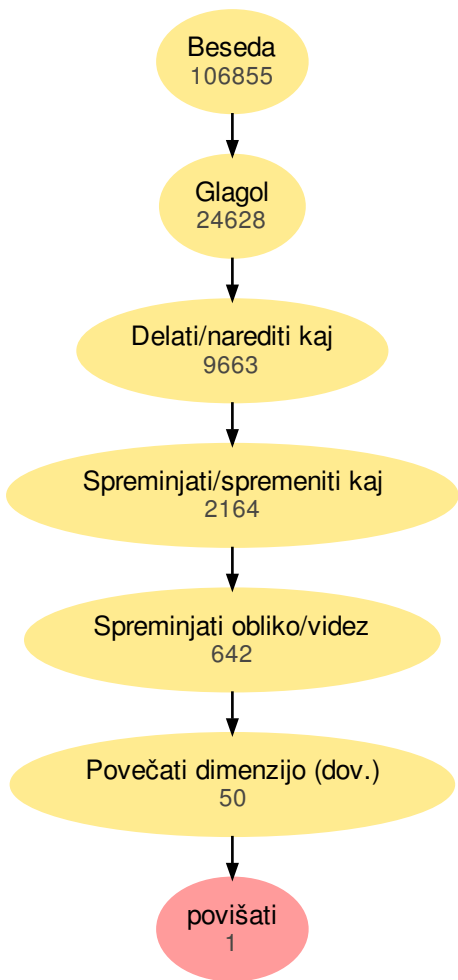 Beseda
106855
Glagol
24628
Delati/narediti kaj
9663
Spreminjati/spremeniti kaj
2164
Spreminjati obliko/videz
642
Povečati dimenzijo (dov.)
50
povišati
1